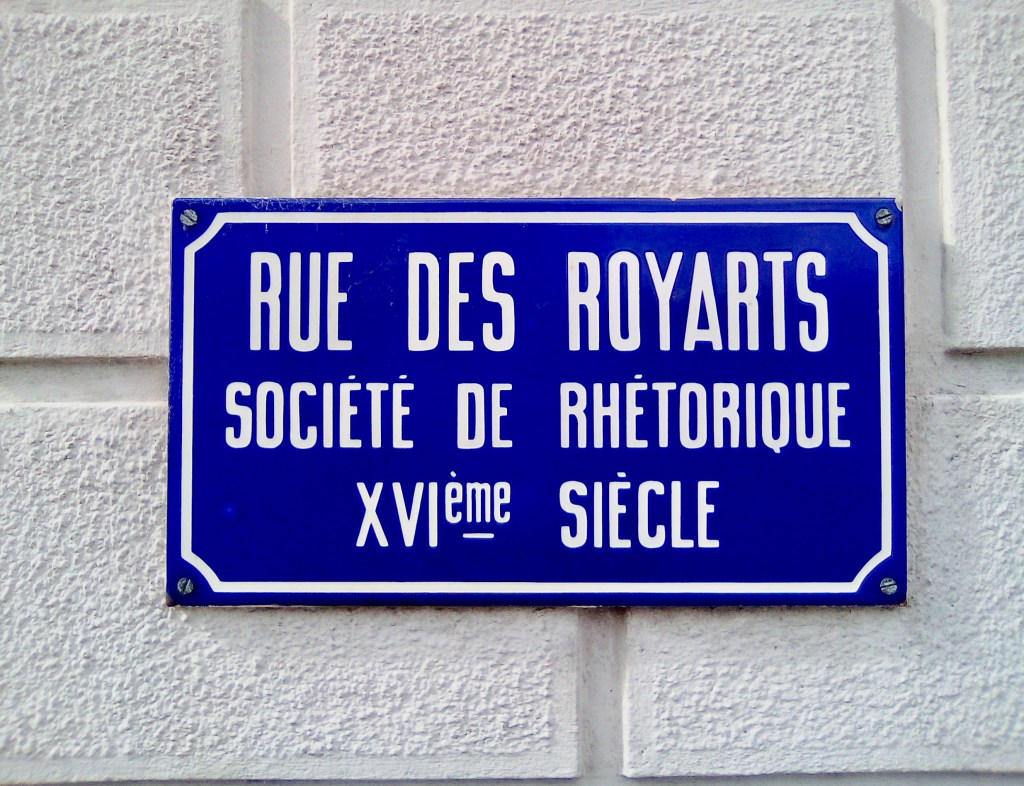 RUE DES ROYARTS
SOCIÉTÉ DE RHÉTORIQUE
XVIème SIÈCLE